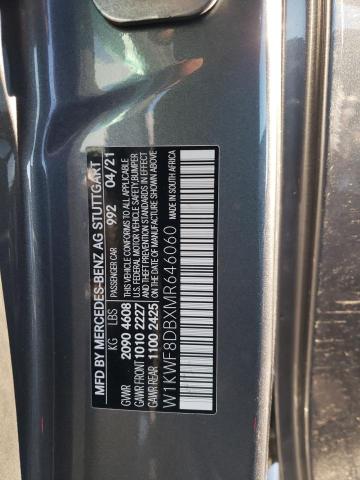 MFD BY MERCEDES-BENZ AG STUTTGART
PASSENGER CAR 992 04/21
KG LBS
GVWR 2090 4608
GAWR FRONT 1010 2227
GAWR REAR 1100 2425
THIS VEHICLE CONFORMS TO ALL APPLICABLE
U.S. FEDERAL MOTOR VEHICLE SAFETY, BUMPER
AND THEFT PREVENTION STANDARDS IN EFFECT
ON THE DATE OF MANUFACTURE SHOWN ABOVE
W1KWF8DBXMR646060
MADE IN SOUTH AFRICA